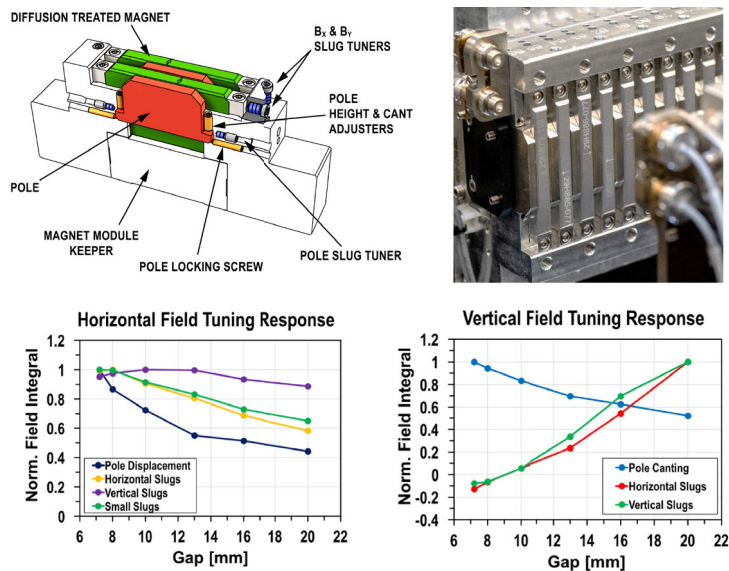 DIFFUSION TREATED MAGNET
Bx & By
SLUG TUNERS
POLE
HEIGHT & CANT
ADJUSTERS
POLE
MAGNET MODULE
KEEPER
POLE LOCKING SCREW
POLE SLUG TUNER
Horizontal Field Tuning Response
Norm. Field Integral
1.2
1
0.8
0.6
0.4
0.2
0
Pole Displacement
Horizontal Slugs
Vertical Slugs
Small Slugs
6 8 10 12 14 16 18 20 22
Gap [mm]
Vertical Field Tuning Response
Norm. Field Integral
1.2
1
0.8
0.6
0.4
0.2
0
-0.2
-0.4
Pole Canting
Horizontal Slugs
Vertical Slugs
6 8 10 12 14 16 18 20 22
Gap [mm]